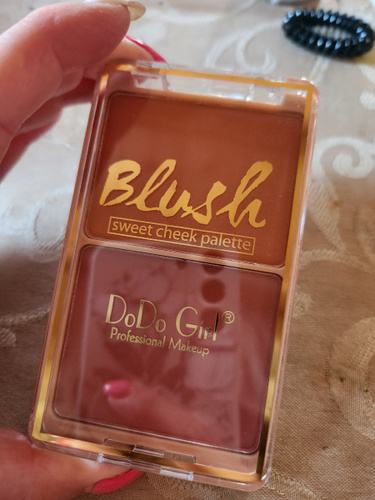 Blush
sweet cheek palette
DoDo Girl®
Professional Makeup